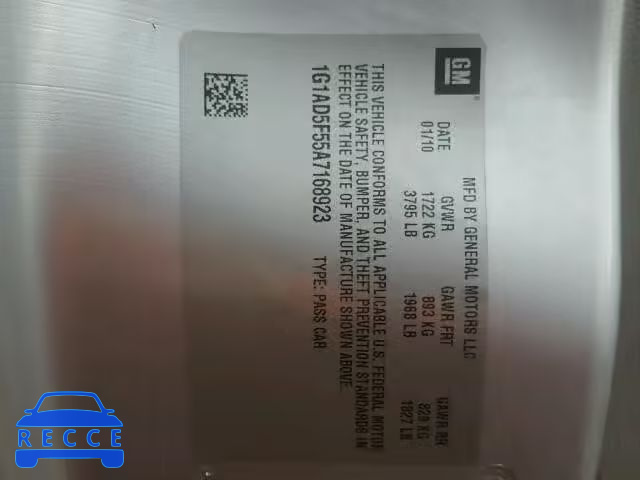 GM
MFD BY GENERAL MOTORS LLC
DATE GVWR GAWR FRT GAWR RR
01/10 1722 KG 893 KG 829 KG
3795 LB 1968 LB 1827 LB
THIS VEHICLE CONFORMS TO ALL APPLICABLE U.S. FEDERAL MOTOR
VEHICLE SAFETY, BUMPER, AND THEFT PREVENTION STANDARDS IN
EFFECT ON THE DATE OF MANUFACTURE SHOWN ABOVE.
1G1AD5F55A7168923 TYPE: PASS CAR
RECCE